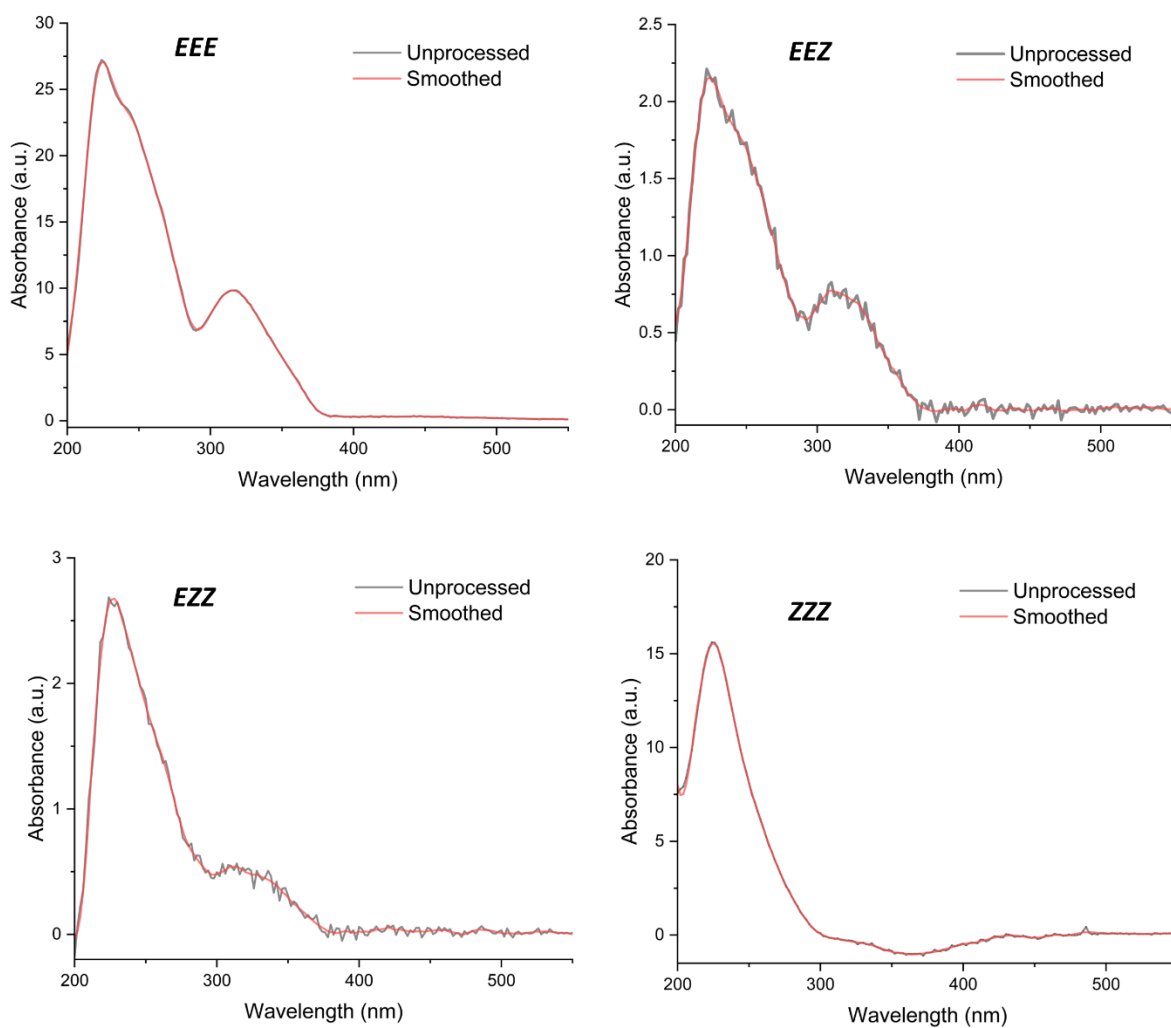 EEE
Unprocessed
Smoothed
30
25
20
15
10
5
0
200 300 400 500
Absorbance (a.u.)
Wavelength (nm)
EEZ
Unprocessed
Smoothed
2.5
2.0
1.5
1.0
0.5
0.0
200 300 400 500
Absorbance (a.u.)
Wavelength (nm)
EZZ
Unprocessed
Smoothed
3
2
1
0
200 300 400 500
Absorbance (a.u.)
Wavelength (nm)
ZZZ
Unprocessed
Smoothed
20
15
10
5
0
200 300 400 500
Absorbance (a.u.)
Wavelength (nm)